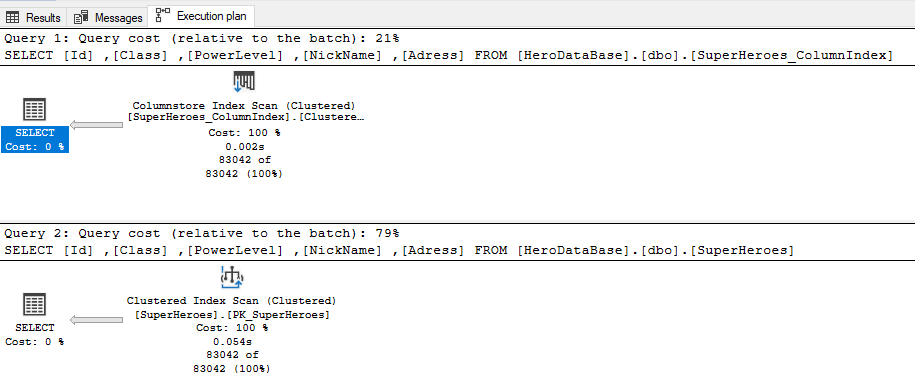 Results Messages Execution plan
Query 1: Query cost (relative to the batch): 21%
SELECT [Id] ,[Class] ,[PowerLevel] ,[NickName] ,[Adress] FROM [HeroDataBase].[dbo].[SuperHeroes_ColumnIndex]
SELECT
Cost: 0 %
Columnstore Index Scan (Clustered)
[SuperHeroes_ColumnIndex].[Clustere…
Cost: 100 %
0.002s
83042 of
83042 (100%)
Query 2: Query cost (relative to the batch): 79%
SELECT [Id] ,[Class] ,[PowerLevel] ,[NickName] ,[Adress] FROM [HeroDataBase].[dbo].[SuperHeroes]
SELECT
Cost: 0 %
Clustered Index Scan (Clustered)
[SuperHeroes].[PK_SuperHeroes]
Cost: 100 %
0.054s
83042 of
83042 (100%)